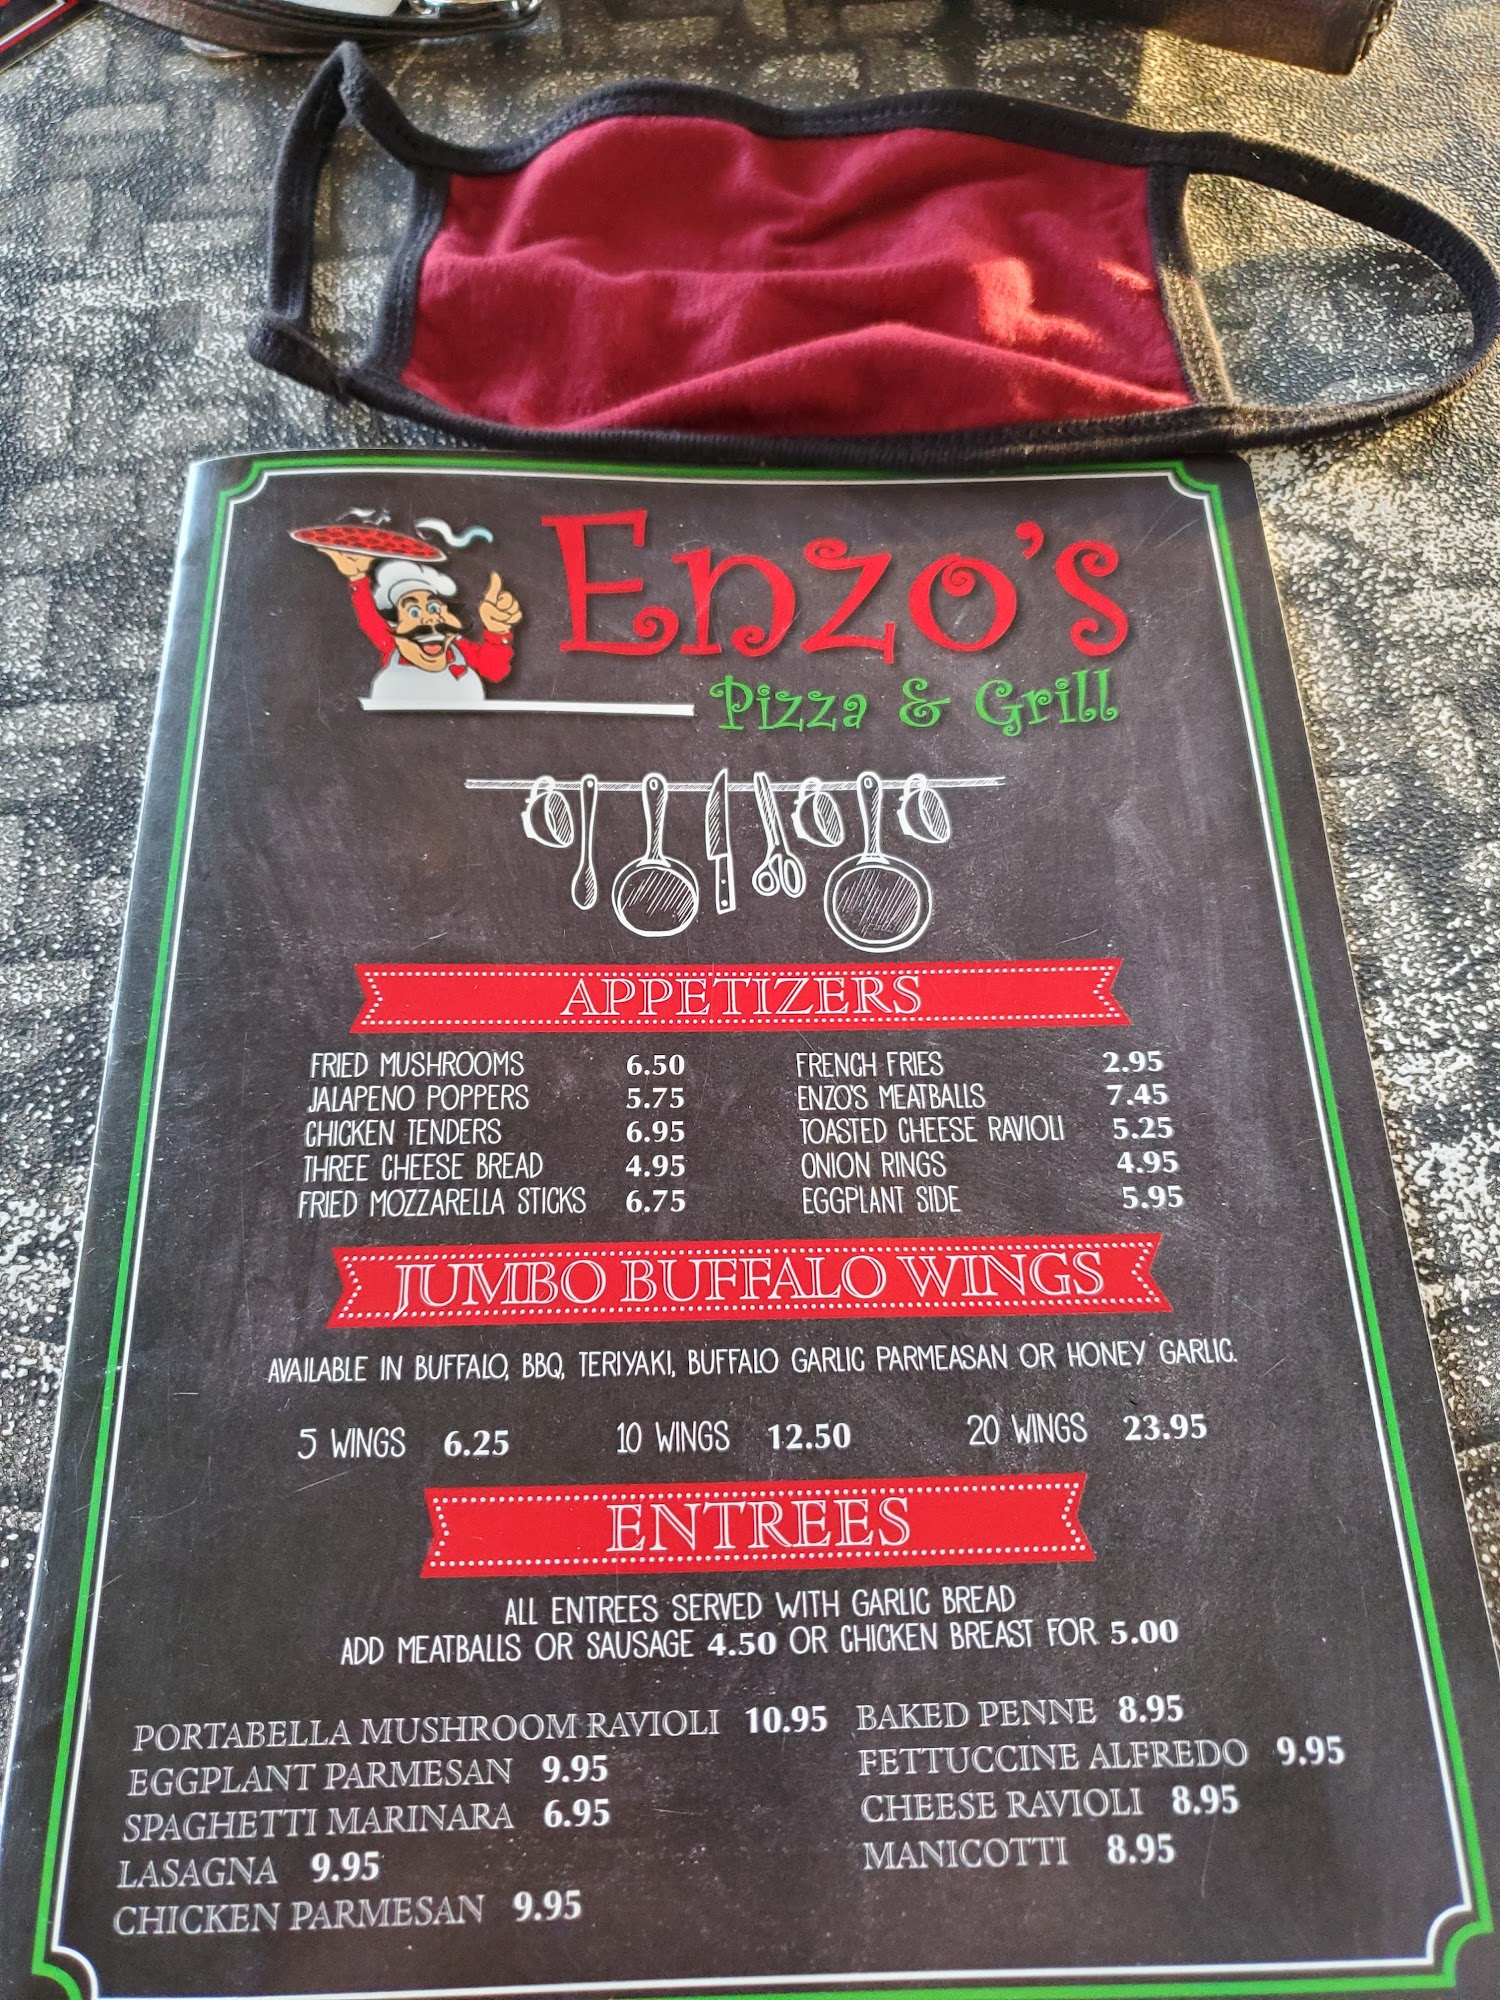 Enzo's
Pizza & Grill
APPETIZERS
FRIED MUSHROOMS 6.50
JALAPENO POPPERS 5.75
CHICKEN TENDERS 6.95
THREE CHEESE BREAD 4.95
FRIED MOZZARELLA STICKS 6.75
FRENCH FRIES 2.95
ENZO'S MEATBALLS 7.45
TOASTED CHEESE RAVIOLI 5.25
ONION RINGS 4.95
EGGPLANT SIDE 5.95
JUMBO BUFFALO WINGS
AVAILABLE IN BUFFALO, BBQ, TERIYAKI, BUFFALO GARLIC PARMEASAN OR HONEY GARLIC.
5 WINGS 6.25 10 WINGS 12.50 20 WINGS 23.95
ENTREES
ALL ENTREES SERVED WITH GARLIC BREAD
ADD MEATBALLS OR SAUSAGE 4.50 OR CHICKEN BREAST FOR 5.00
PORTABELLA MUSHROOM RAVIOLI 10.95
EGGPLANT PARMESAN 9.95
SPAGHETTI MARINARA 6.95
LASAGNA 9.95
CHICKEN PARMESAN 9.95
BAKED PENNE 8.95
FETTUCCINE ALFREDO 9.95
CHEESE RAVIOLI 8.95
MANICOTTI 8.95